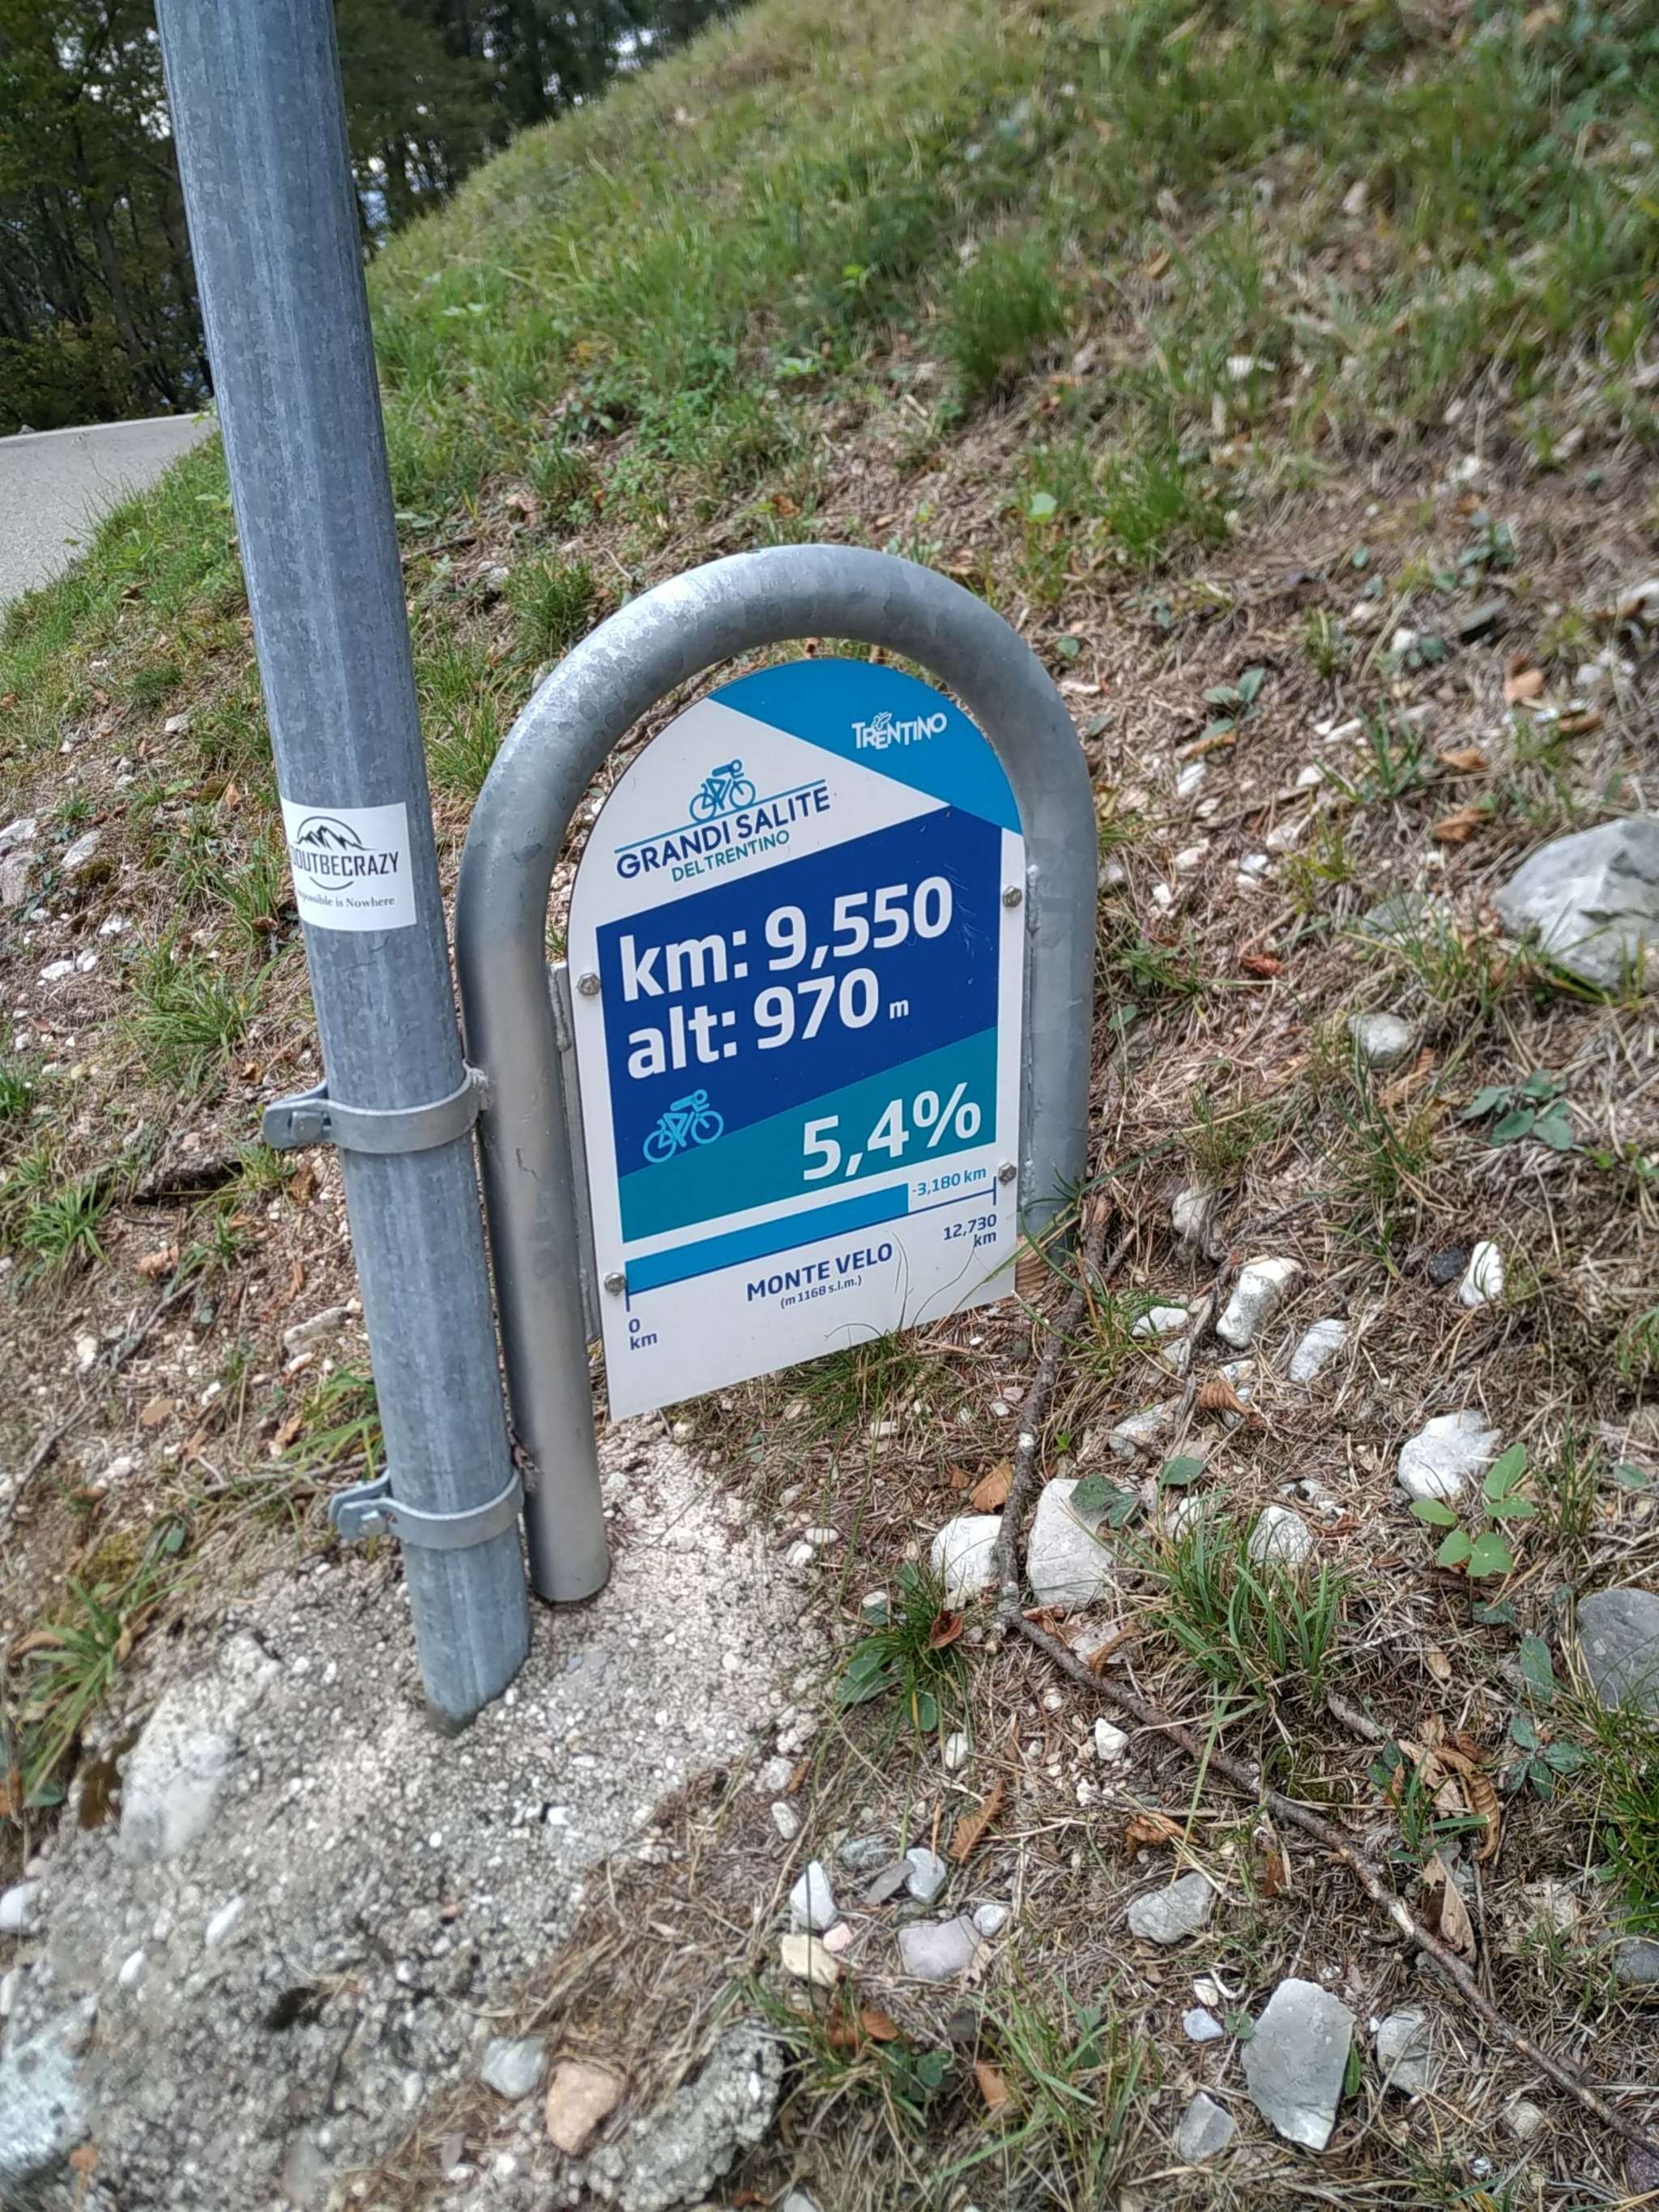 TRENTINO
GRANDI SALITE
DEL TRENTINO
km: 9,550
alt: 970 m
5,4%
-3,180 km
12,730
km
MONTE VELO
(m 1168 s.l.m.)
0
km
OUTBECRAZY
is Nowhere